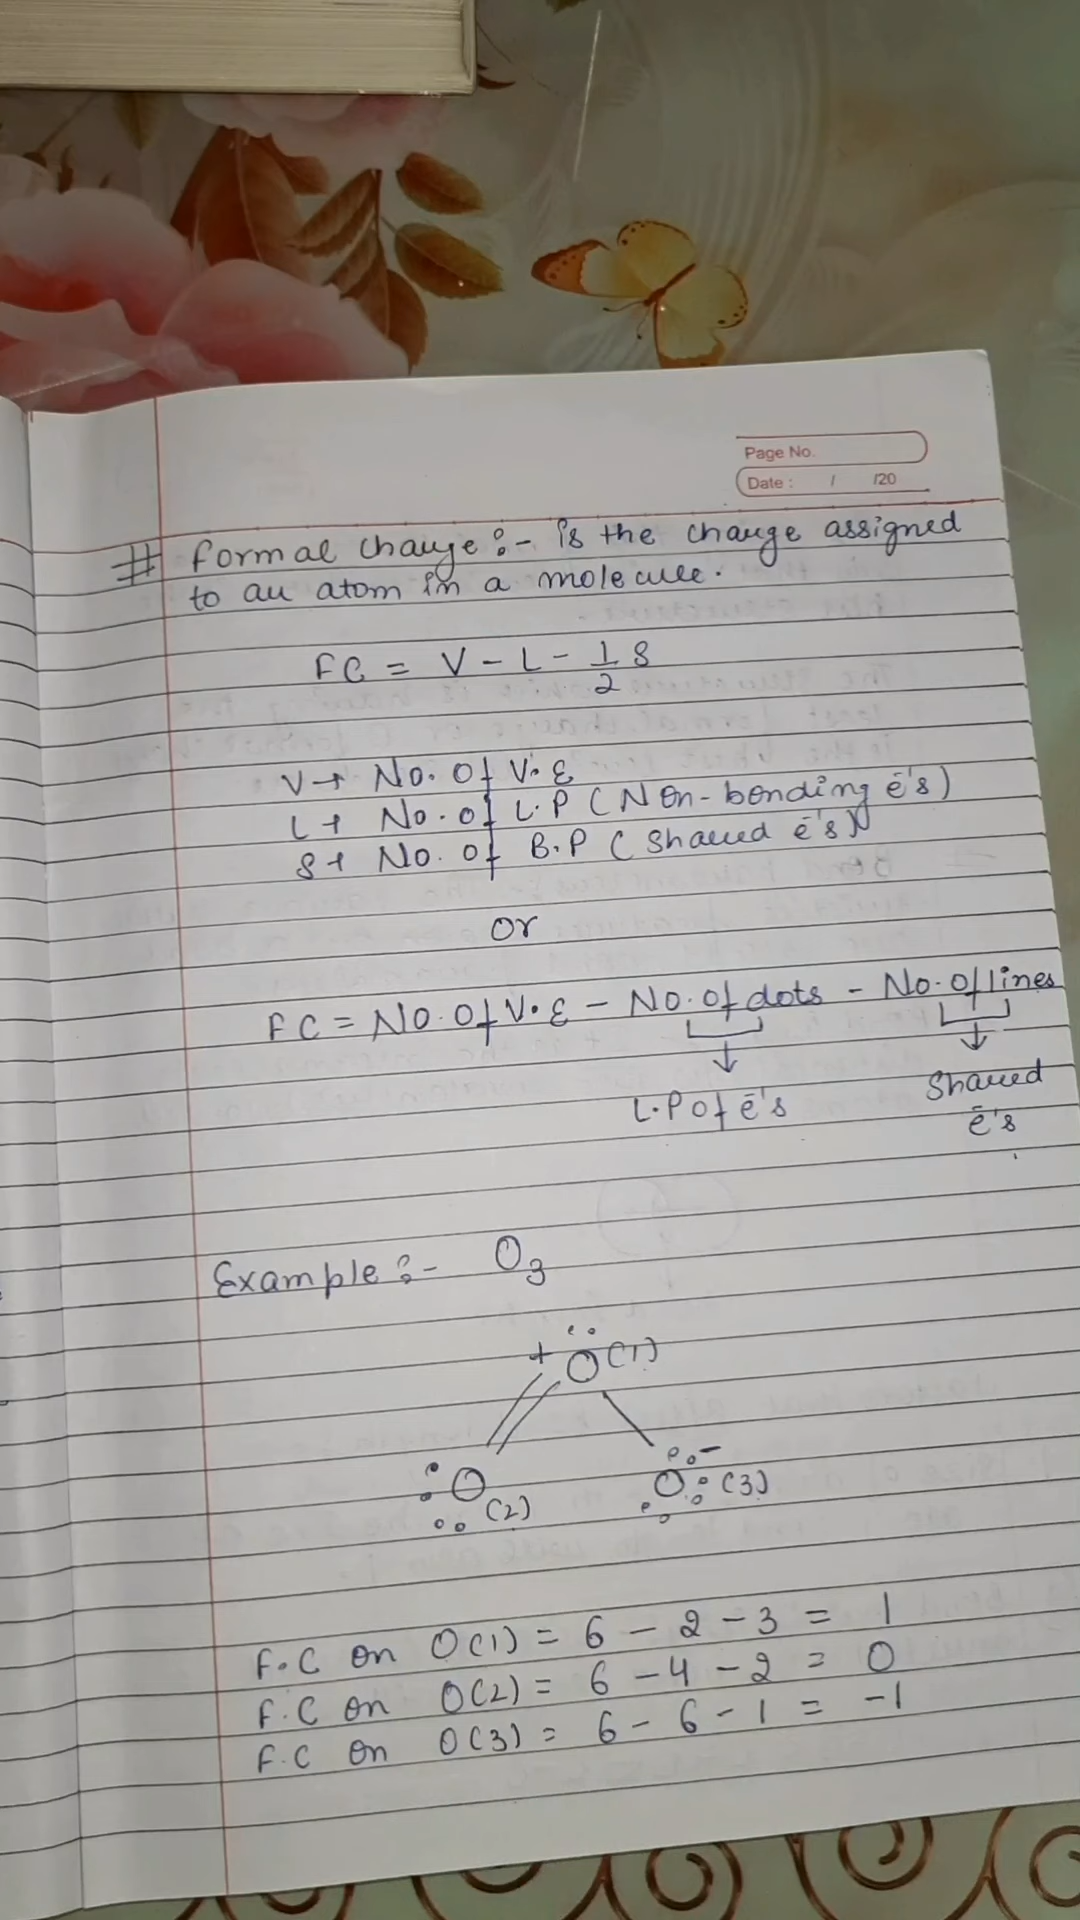 Page No.
Date : / /20
# Formal Charge :- is the charge assigned
to an atom in a molecule.
FC = V - L - 1/2 S
V → No. of V.E
L → No. of L.P (Non-bonding e̅'s)
S → No. of B.P (Shared e̅'s)
or
FC = No. of V.E - No. of dots - No. of lines
L.P of e̅'s
Shared
e̅'s
Example :- O3
+ O (1)
O (2)
O - (3)
F.C on O(1) = 6 - 2 - 3 = 1
F.C on O(2) = 6 - 4 - 2 = 0
F.C on O(3) = 6 - 6 - 1 = -1